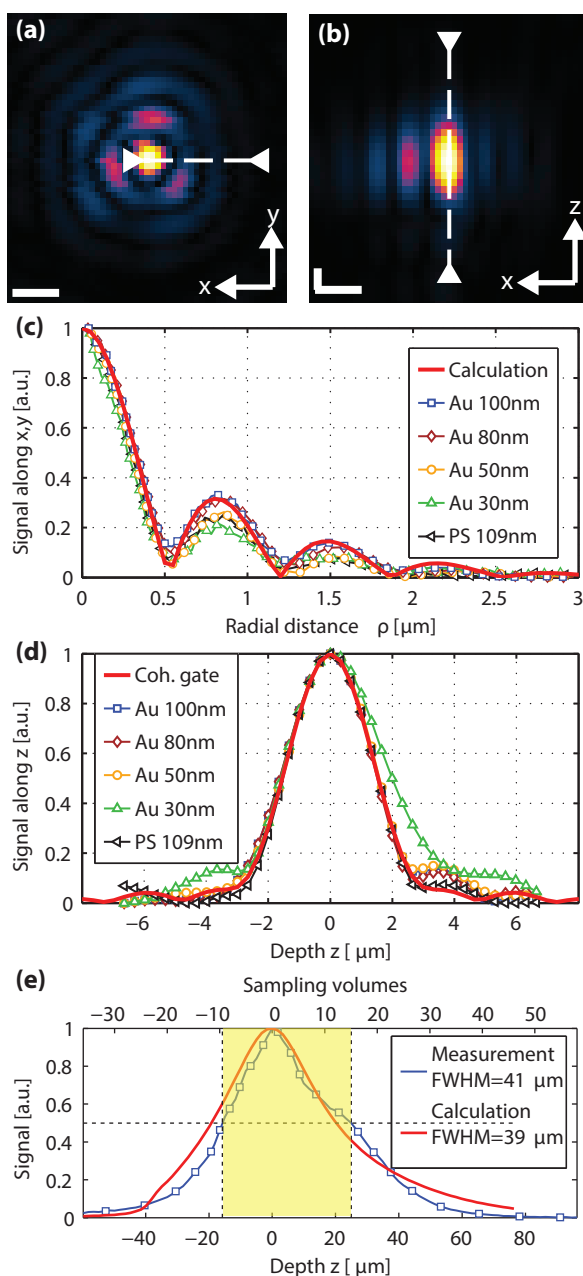 (a)
y
x
(b)
z
x
(c)
Signal along x,y [a.u.]
1
0.8
0.6
0.4
0.2
0
Calculation
Au 100nm
Au 80nm
Au 50nm
Au 30nm
PS 109nm
0 0.5 1 1.5 2 2.5 3
Radial distance ρ [μm]
(d)
Signal along z [a.u.]
1
0.8
0.6
0.4
0.2
0
Coh. gate
Au 100nm
Au 80nm
Au 50nm
Au 30nm
PS 109nm
−6 −4 −2 0 2 4 6
Depth z [ μm]
(e)
Sampling volumes
−30 −20 −10 0 10 20 30 40 50
Signal [a.u.]
1
0.8
0.6
0.4
0.2
0
Measurement
FWHM=41 μm
Calculation
FWHM=39 μm
−40 −20 0 20 40 60 80
Depth z [μm]